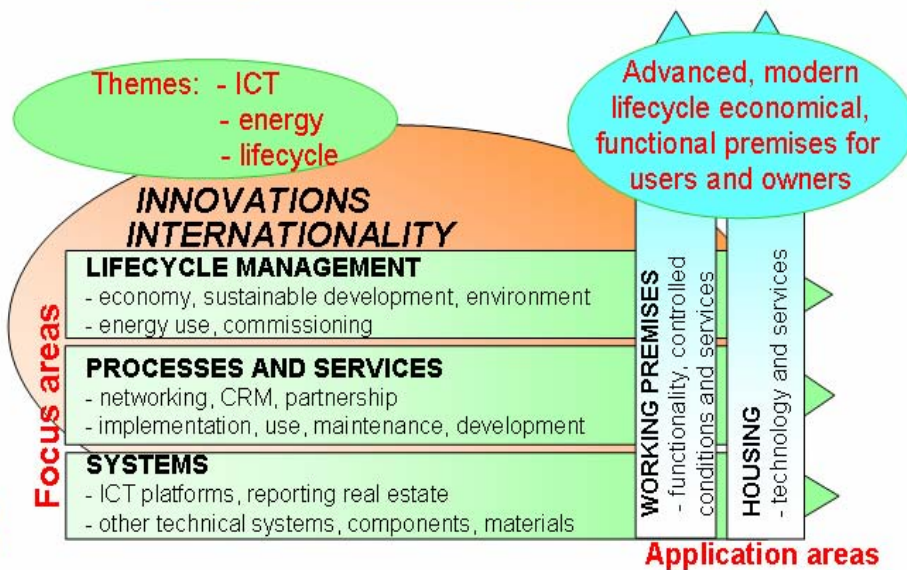 Themes: - ICT
- energy
- lifecycle
Advanced, modern
lifecycle economical,
functional premises for
users and owners
INNOVATIONS
INTERNATIONALITY
Focus areas
LIFECYCLE MANAGEMENT
- economy, sustainable development, environment
- energy use, commissioning
PROCESSES AND SERVICES
- networking, CRM, partnership
- implementation, use, maintenance, development
SYSTEMS
- ICT platforms, reporting real estate
- other technical systems, components, materials
WORKING PREMISES
- functionality, controlled
conditions and services
HOUSING
- technology and services
Application areas